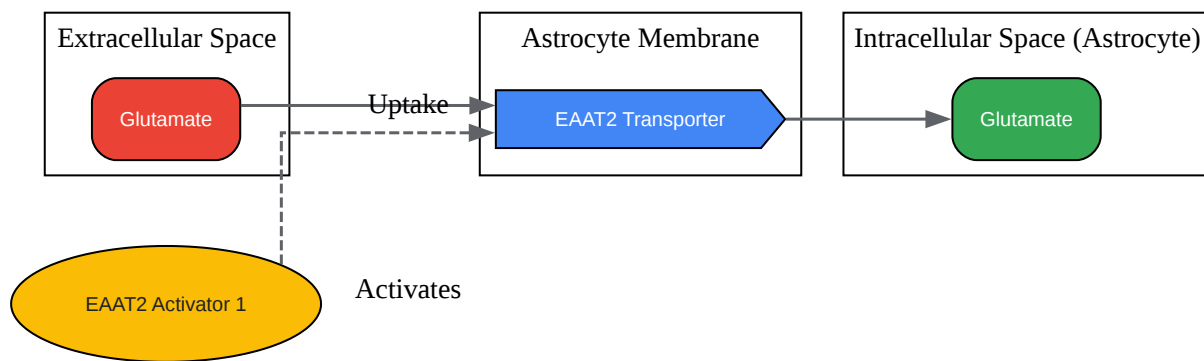 Extracellular Space
Astrocyte Membrane
Intracellular Space (Astrocyte)
Glutamate
Uptake
EAAT2 Transporter
Glutamate
EAAT2 Activator 1
Activates